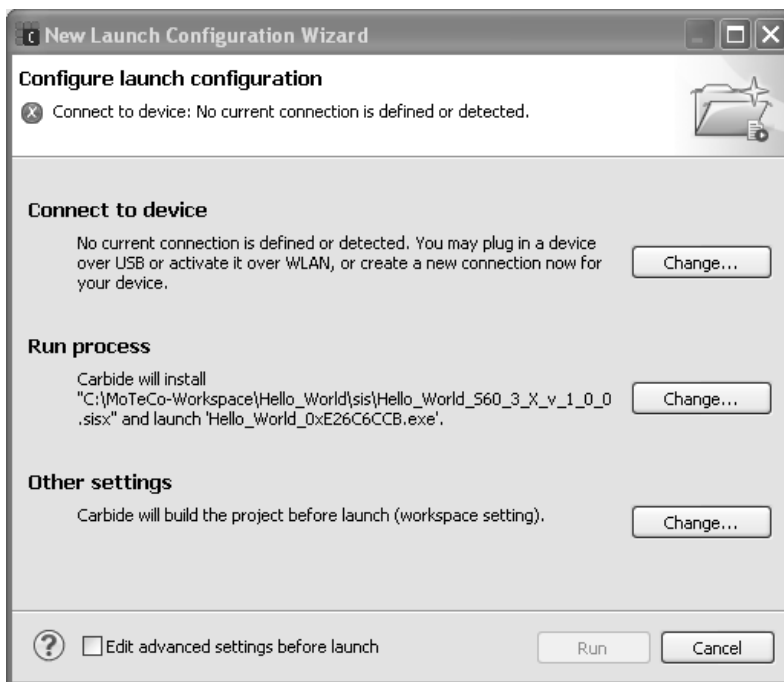 New Launch Configuration Wizard
Configure launch configuration
Connect to device: No current connection is defined or detected.
Connect to device
No current connection is defined or detected. You may plug in a device
over USB or activate it over WLAN, or create a new connection now for
your device.
Change...
Run process
Carbide will install
"C:\MoTeCo-Workspace\Hello_World\sis\Hello_World_S60_3_X_v_1_0_0
.sisx" and launch 'Hello_World_0xE26C6CCB.exe'.
Change...
Other settings
Carbide will build the project before launch (workspace setting).
Change...
Edit advanced settings before launch
Run
Cancel